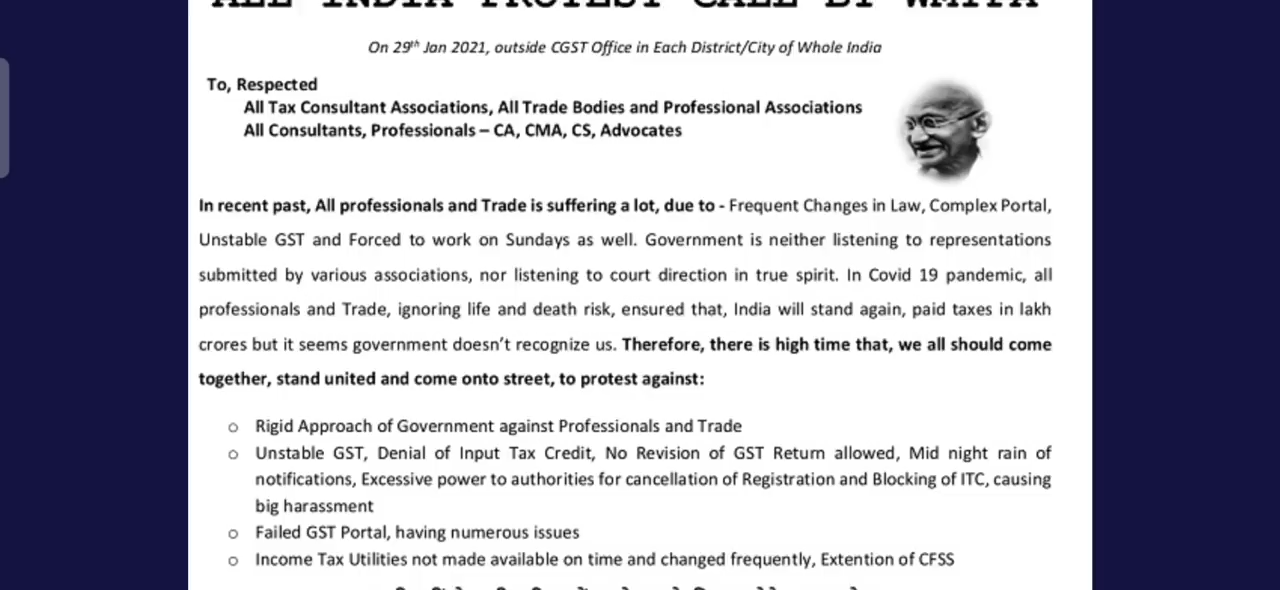 ALL INDIA PROTEST CALL BY WMTPA
On 29th Jan 2021, outside CGST Office in Each District/City of Whole India
To, Respected
All Tax Consultant Associations, All Trade Bodies and Professional Associations
All Consultants, Professionals – CA, CMA, CS, Advocates
In recent past, All professionals and Trade is suffering a lot, due to - Frequent Changes in Law, Complex Portal,
Unstable GST and Forced to work on Sundays as well. Government is neither listening to representations
submitted by various associations, nor listening to court direction in true spirit. In Covid 19 pandemic, all
professionals and Trade, ignoring life and death risk, ensured that, India will stand again, paid taxes in lakh
crores but it seems government doesn’t recognize us. Therefore, there is high time that, we all should come
together, stand united and come onto street, to protest against:
o Rigid Approach of Government against Professionals and Trade
o Unstable GST, Denial of Input Tax Credit, No Revision of GST Return allowed, Mid night rain of
notifications, Excessive power to authorities for cancellation of Registration and Blocking of ITC, causing
big harassment
o Failed GST Portal, having numerous issues
o Income Tax Utilities not made available on time and changed frequently, Extention of CFSS